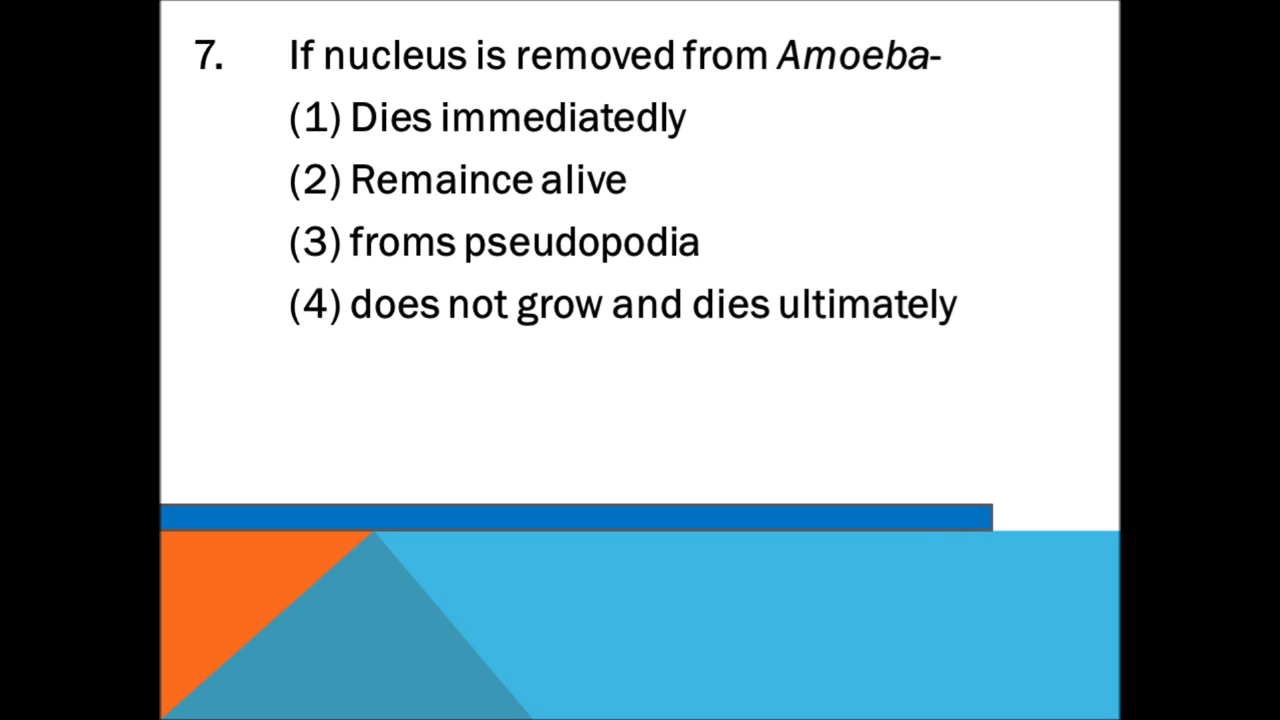 7. If nucleus is removed from Amoeba-
(1) Dies immediatedly
(2) Remaince alive
(3) froms pseudopodia
(4) does not grow and dies ultimately